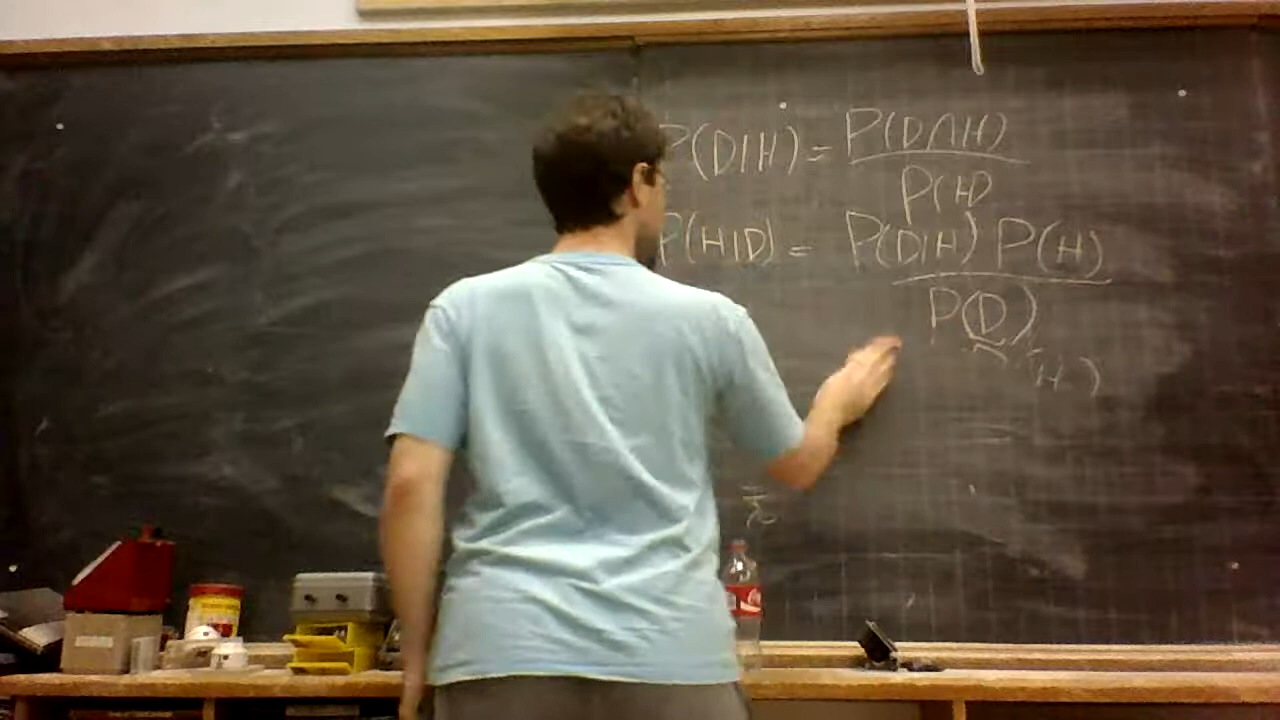 P(D|H) = P(D∧H)
P(H)
P(H|D) = P(D|H) P(H)
P(D)